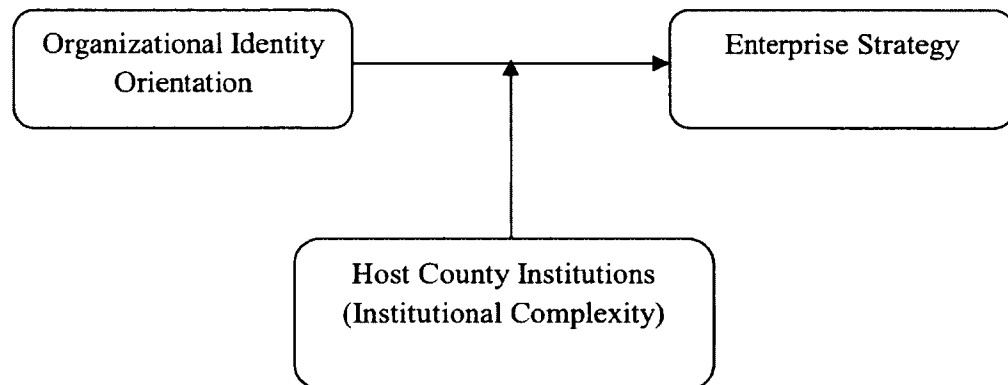 Organizational Identity
Orientation
Enterprise Strategy
Host County Institutions
(Institutional Complexity)